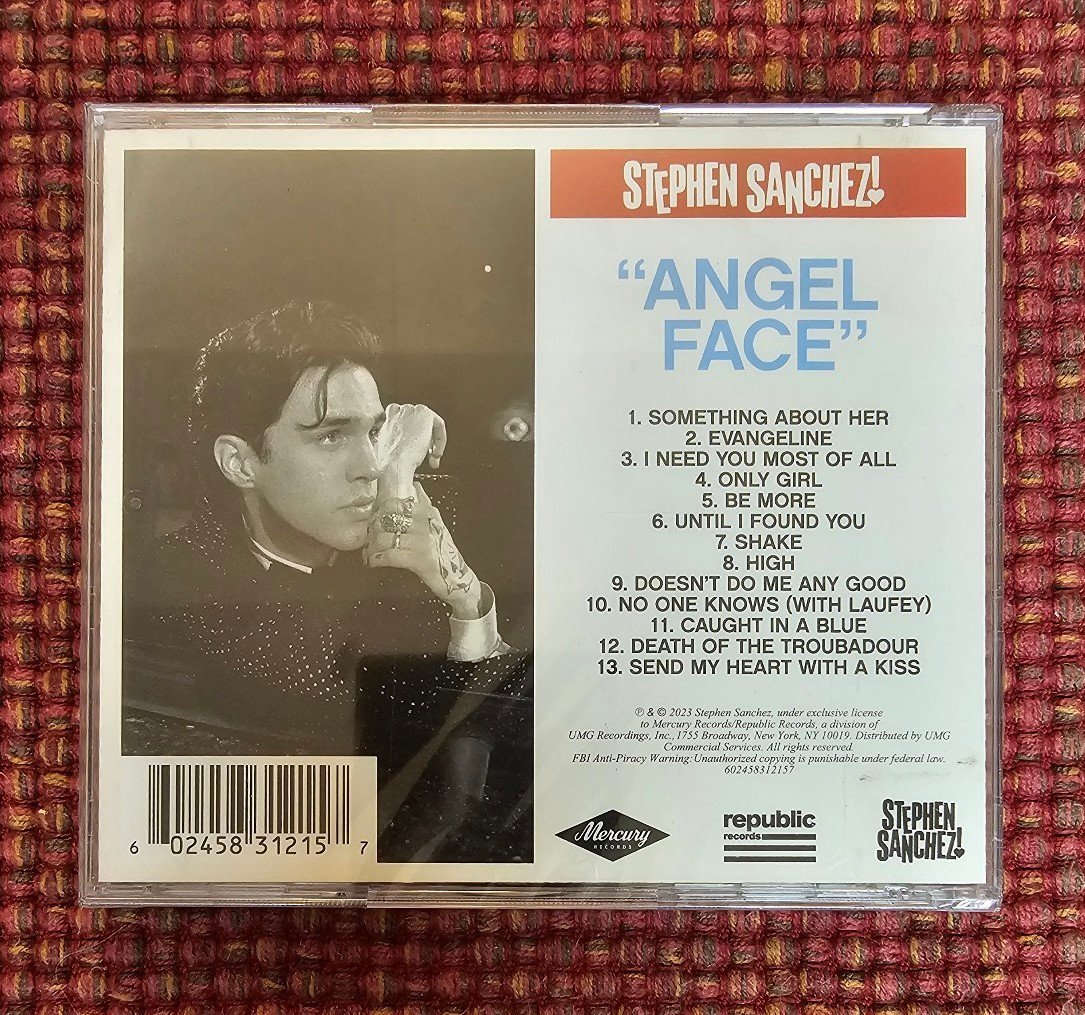 STEPHEN SANCHEZ!
“ANGEL
FACE”
1. SOMETHING ABOUT HER
2. EVANGELINE
3. I NEED YOU MOST OF ALL
4. ONLY GIRL
5. BE MORE
6. UNTIL I FOUND YOU
7. SHAKE
8. HIGH
9. DOESN'T DO ME ANY GOOD
10. NO ONE KNOWS (WITH LAUFEY)
11. CAUGHT IN A BLUE
12. DEATH OF THE TROUBADOUR
13. SEND MY HEART WITH A KISS
℗ & © 2023 Stephen Sanchez, under exclusive license
to Mercury Records/Republic Records, a division of
UMG Recordings, Inc., 1755 Broadway, New York, NY 10019. Distributed by UMG
Commercial Services. All rights reserved.
FBI Anti-Piracy Warning: Unauthorized copying is punishable under federal law.
602458312157
6 02458 31215 7
Mercury
RECORDS
republic
records
STEPHEN
SANCHEZ!